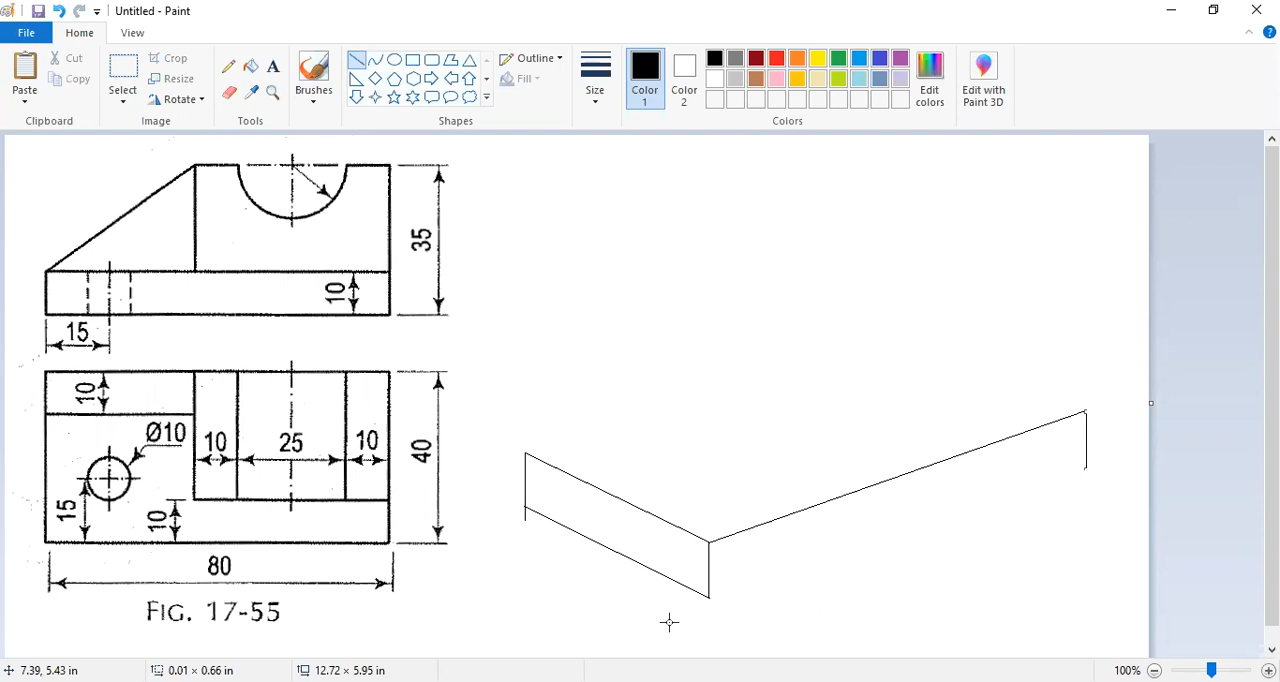 Untitled - Paint
File
Home
View
Paste
Cut
Copy
Clipboard
Select
Crop
Resize
Rotate
Image
A
Tools
Brushes
Outline
Fill
Shapes
Size
Color 1
Color 2
Edit colors
Colors
Edit with Paint 3D
35
10
15
10
Ø10
10
25
10
40
15
10
80
FIG. 17-55
7.39, 5.43 in
0.01 × 0.66 in
12.72 × 5.95 in
100%